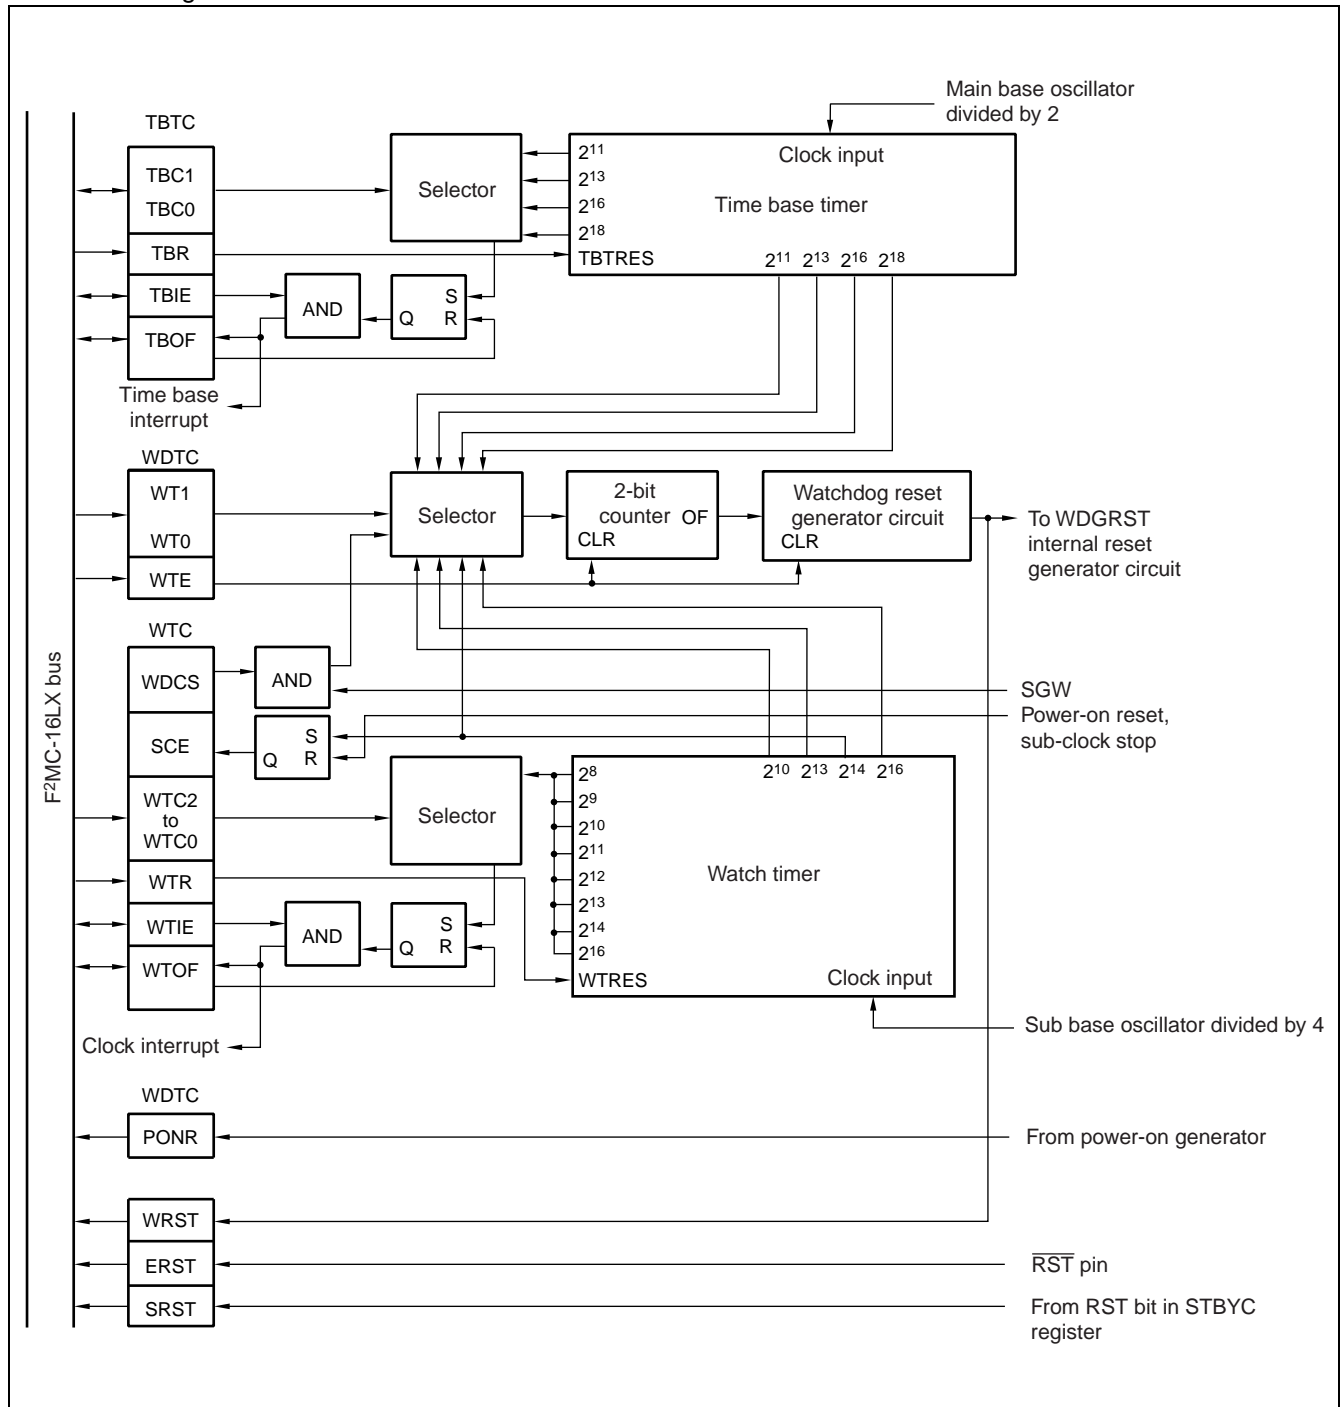 Main base oscillator
divided by 2
TBTC
TBC1
TBC0
TBR
TBIE
TBOF
Selector
2¹¹
2¹³
2¹⁶
2¹⁸
TBTRES
Clock input
Time base timer
2¹¹ 2¹³ 2¹⁶ 2¹⁸
AND
S
Q R
Time base
interrupt
WDTC
WT1
WT0
WTE
Selector
2-bit
counter OF
CLR
Watchdog reset
generator circuit
CLR
To WDGRST
internal reset
generator circuit
F²MC-16LX bus
WTC
WDCS
SCE
WTC2
to
WTC0
WTR
WTIE
WTOF
AND
SGW
Power-on reset,
sub-clock stop
S
Q R
Selector
2⁸
2⁹
2¹⁰
2¹¹
2¹²
2¹³
2¹⁴
2¹⁶
WTRES
2¹⁰ 2¹³ 2¹⁴ 2¹⁶
Watch timer
Clock input
AND
S
Q R
Sub base oscillator divided by 4
Clock interrupt
WDTC
PONR
From power-on generator
WRST
ERST
RST pin
SRST
From RST bit in STBYC
register